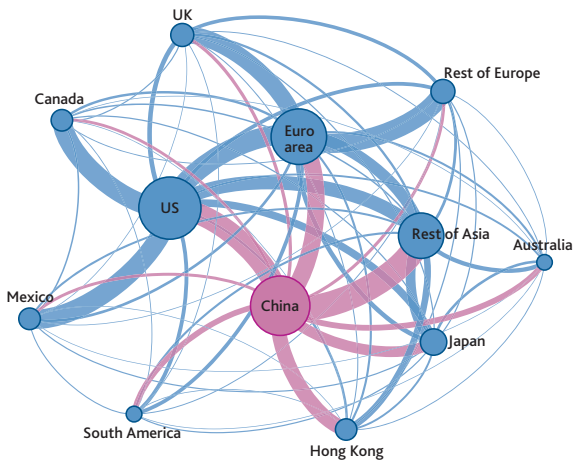 UK
Rest of Europe
Canada
Euro
area
US
Rest of Asia
Australia
Mexico
China
Japan
South America
Hong Kong